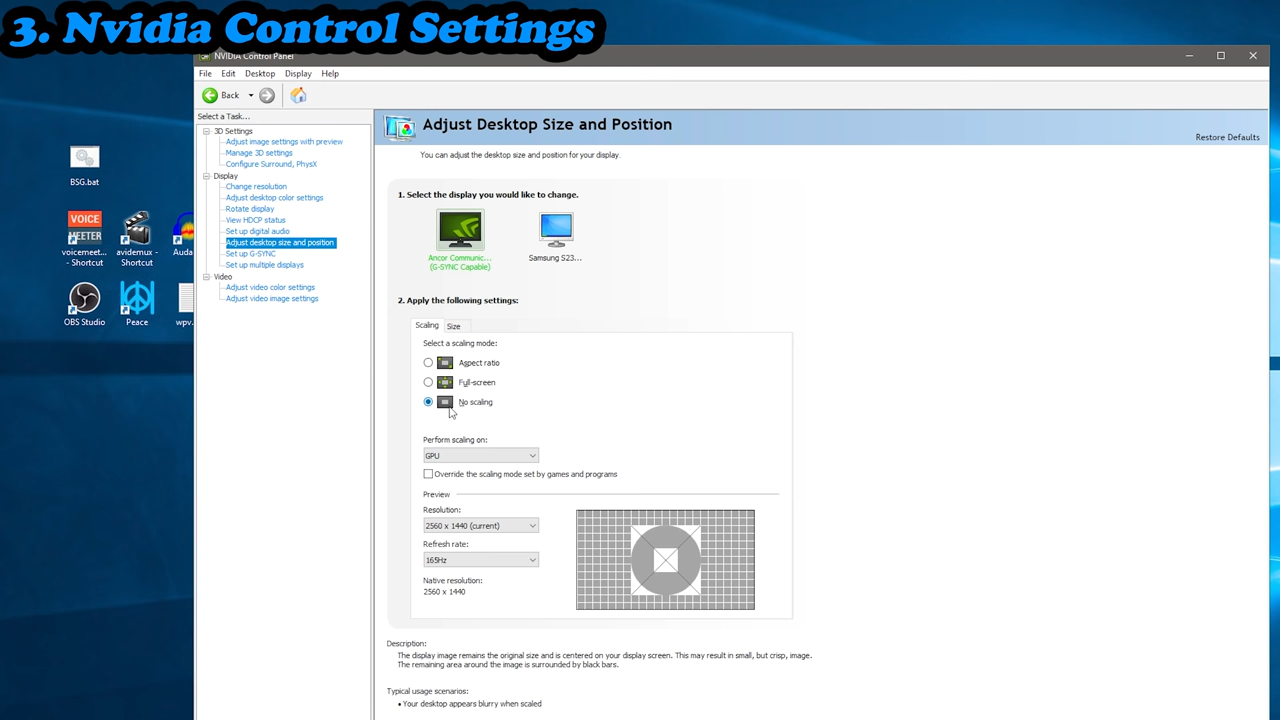 3. Nvidia Control Settings
NVIDIA Control Panel
File Edit Desktop Display Help
Back
Select a Task...
3D Settings
Adjust image settings with preview
Manage 3D settings
Configure Surround, PhysX
Display
Change resolution
Adjust desktop color settings
Rotate display
View HDCP status
Set up digital audio
Adjust desktop size and position
Set up G-SYNC
Set up multiple displays
Video
Adjust video color settings
Adjust video image settings
BSG.bat
VOICE
MEETER
voicemeet...
- Shortcut
avidemux -
Shortcut
Auda
OBS Studio
Peace
wpv.
Adjust Desktop Size and Position
Restore Defaults
You can adjust the desktop size and position for your display.
1. Select the display you would like to change.
Ancor Communic...
(G-SYNC Capable)
Samsung S23...
2. Apply the following settings:
Scaling Size
Select a scaling mode:
Aspect ratio
Full-screen
No scaling
Perform scaling on:
GPU
Override the scaling mode set by games and programs
Preview
Resolution:
2560 x 1440 (current)
Refresh rate:
165Hz
Native resolution:
2560 x 1440
Description:
The display image remains the original size and is centered on your display screen. This may result in small, but crisp, image.
The remaining area around the image is surrounded by black bars.
Typical usage scenarios:
• Your desktop appears blurry when scaled